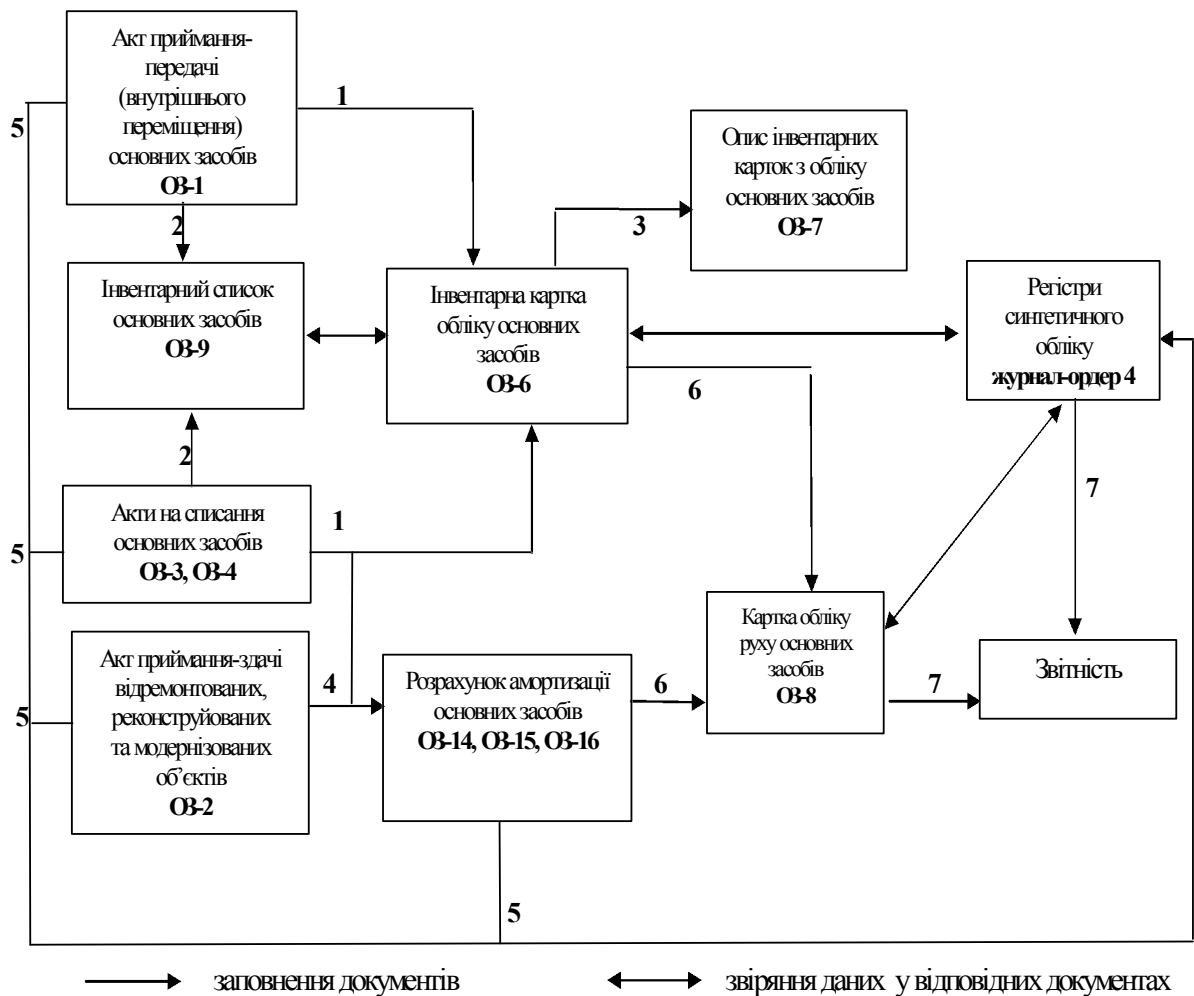 Акт приймання-
передачі
(внутрішнього
переміщення)
основних засобів
ОЗ-1
5
1
2
Опис інвентарних
карток з обліку
основних засобів
ОЗ-7
3
Інвентарний список
основних засобів
ОЗ-9
Інвентарна картка
обліку основних
засобів
ОЗ-6
Регістри
синтетичного
обліку
журнал-ордер 4
6
2
1
7
Акти на списання
основних засобів
ОЗ-3, ОЗ-4
5
Акт приймання-здачі
відремонтованих,
реконструйованих
та модернізованих
об’єктів
ОЗ-2
5
4
Розрахунок амортизації
основних засобів
ОЗ-14, ОЗ-15, ОЗ-16
6
Картка обліку
руху основних
засобів
ОЗ-8
7
Звітність
5
заповнення документів
звіряння даних у відповідних документах